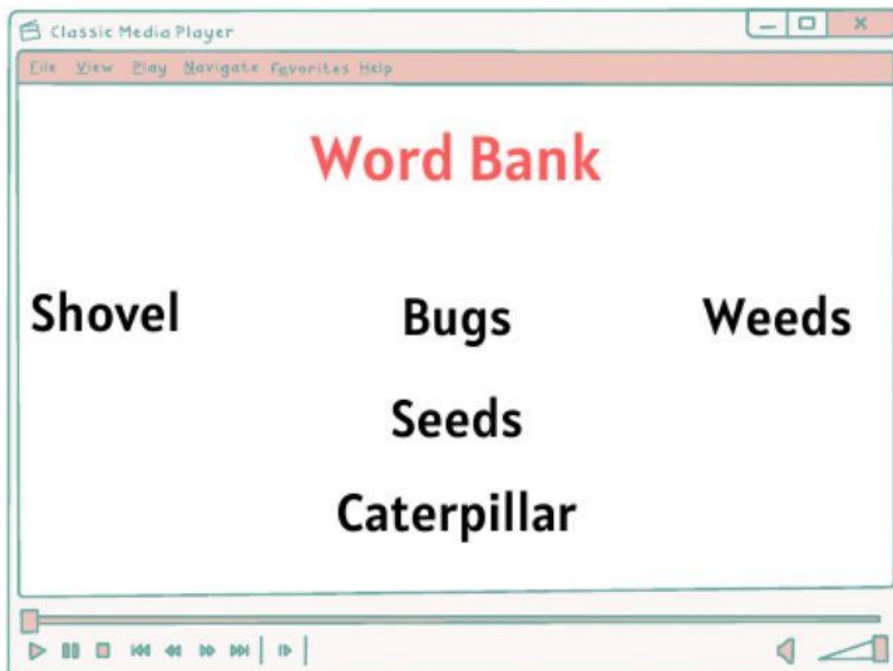 Classic Media Player
File View Play Navigate Favorites Help
Word Bank
Shovel Bugs Weeds
Seeds
Caterpillar